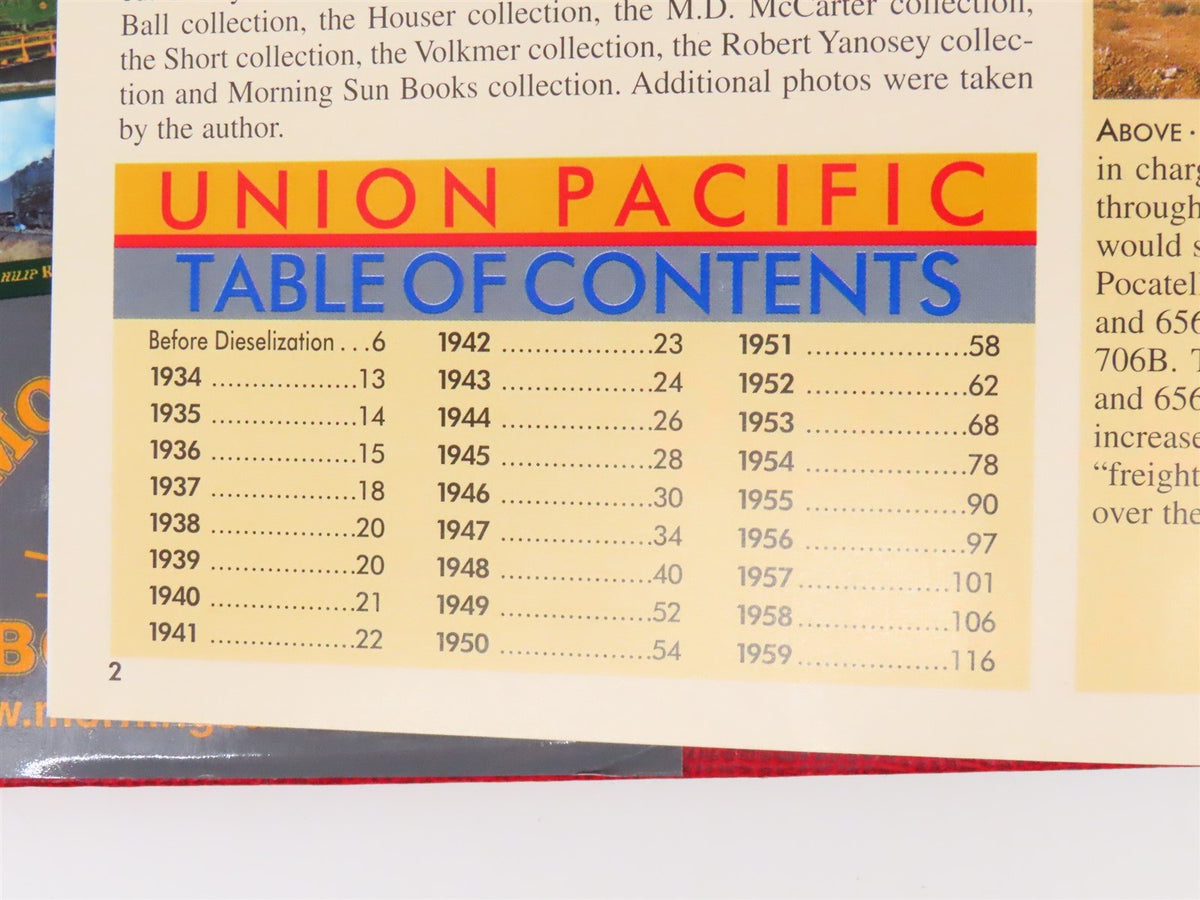 Ball collection, the Houser collection, the M.D. McCarter collection,
the Short collection, the Volkmer collection, the Robert Yanosey collec-
tion and Morning Sun Books collection. Additional photos were taken
by the author.
UNION PACIFIC
TABLE OF CONTENTS
Before Dieselization . . . 6
1934 ..................13
1935 ..................14
1936 ..................15
1937 ..................18
1938 ..................20
1939 ..................20
1940 ..................21
1941 ..................22
1942 ..................23
1943 ..................24
1944 ..................26
1945 ..................28
1946 ..................30
1947 ..................34
1948 ..................40
1949 ..................52
1950 ..................54
1951 ..................58
1952 ..................62
1953 ..................68
1954 ..................78
1955 ..................90
1956 ..................97
1957 ..................101
1958 ..................106
1959 ..................116
2
ABOVE ·
in charg
through
would s
Pocatel
and 656
706B. T
and 656
increase
"freight
over the